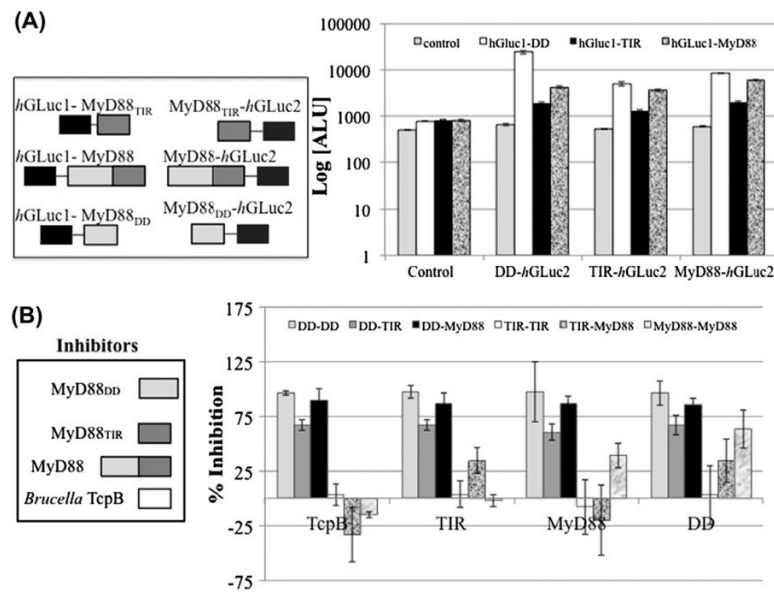 (A)
hGLuc1- MyD88TIR
MyD88TIR-hGLuc2
hGLuc1- MyD88
MyD88-hGLuc2
hGLuc1- MyD88DD
MyD88DD-hGLuc2
control
hGluc1-DD
hGluc1-TIR
hGLuc1-MyD88
Log [ALU]
100000
10000
1000
100
10
1
Control
DD-hGLuc2
TIR-hGLuc2
MyD88-hGLuc2
(B)
Inhibitors
MyD88DD
MyD88TIR
MyD88
Brucella TcpB
DD-DD
DD-TIR
DD-MyD88
TIR-TIR
TIR-MyD88
MyD88-MyD88
% Inhibition
175
125
75
25
-25
-75
TcpB
TIR
MyD88
DD